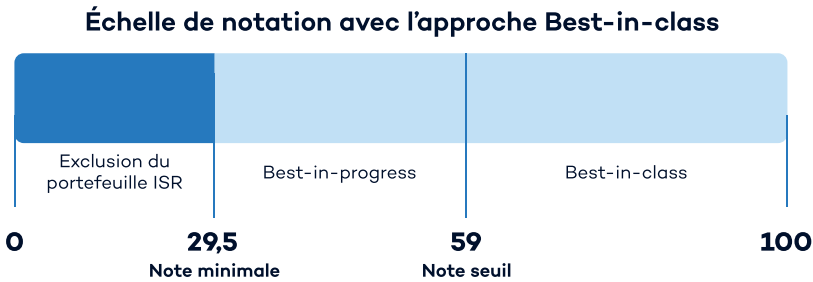 Échelle de notation avec l’approche Best-in-class
Exclusion du
portefeuille ISR
Best-in-progress
Best-in-class
0
29,5
59
100
Note minimale
Note seuil